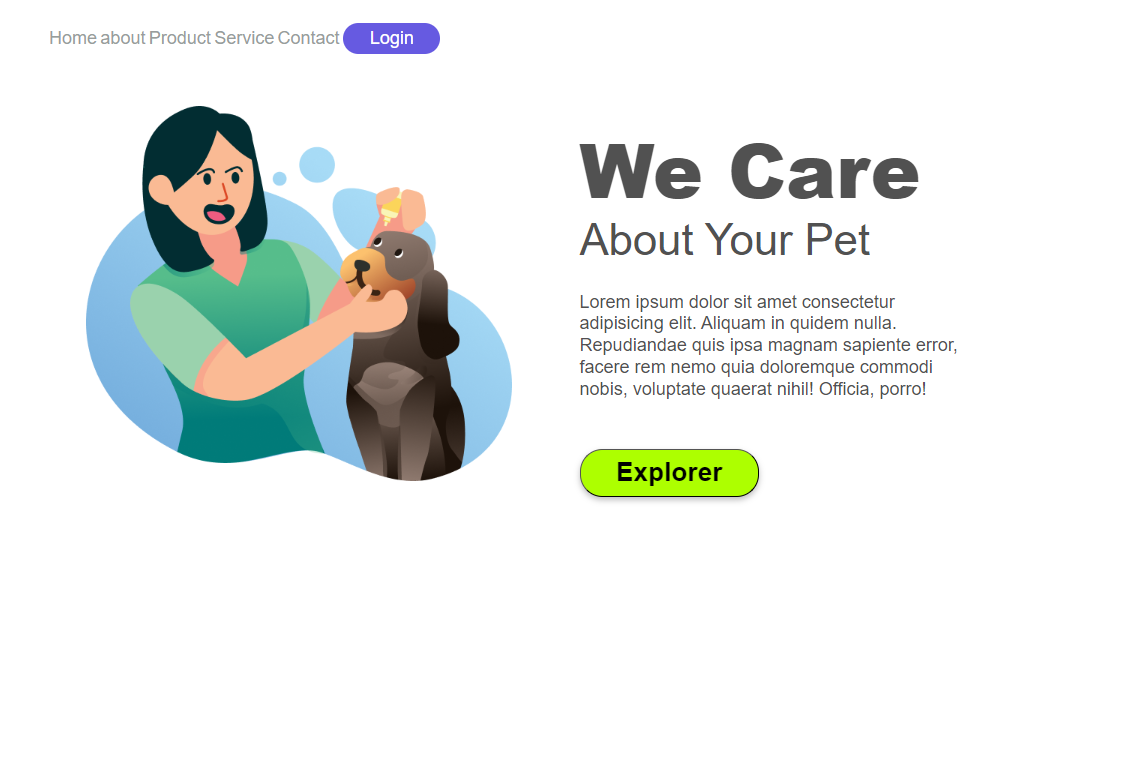 Home about Product Service Contact Login
We Care
About Your Pet
Lorem ipsum dolor sit amet consectetur
adipisicing elit. Aliquam in quidem nulla.
Repudiandae quis ipsa magnam sapiente error,
facere rem nemo quia doloremque commodi
nobis, voluptate quaerat nihil! Officia, porro!
Explorer